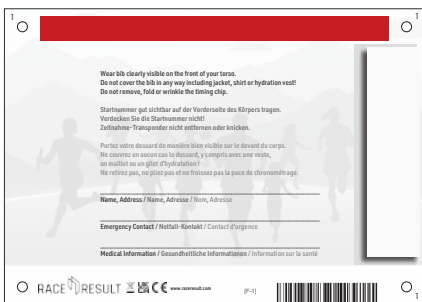 1
1
Wear bib clearly visible on the front of your torso.
Do not cover the bib in any way including jacket, shirt or hydration vest!
Do not remove, fold or wrinkle the timing chip.
Startnummer gut sichtbar auf der Vorderseite des Körpers tragen.
Verdecken Sie die Startnummer nicht!
Zeitnahme-Transponder nicht entfernen oder knicken.
Portez votre dossard de manière bien visible sur le devant du corps.
Ne couvrez en aucun cas le dossard, y compris avec une veste,
un maillot ou un gilet d'hydratation!
Ne retirez pas, ne pliez pas et ne froissez pas la puce de chronométrage.
Name, Address / Name, Adresse / Nom, Adresse
Emergency Contact / Notfall-Kontakt / Contact d'urgence
Medical Information / Gesundheitliche Informationen / Information sur la santé
RACE RESULT CE www.raceresult.com [F-1]
1